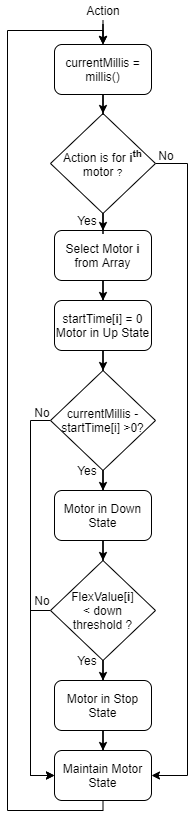 Action
currentMillis =
millis()
Action is for iᵗʰ
motor ?
No
Yes
Select Motor i
from Array
startTime[i] = 0
Motor in Up State
No
currentMillis -
startTime[i] >0?
Yes
Motor in Down
State
No
FlexValue[i]
< down
threshold ?
Yes
Motor in Stop
State
Maintain Motor
State